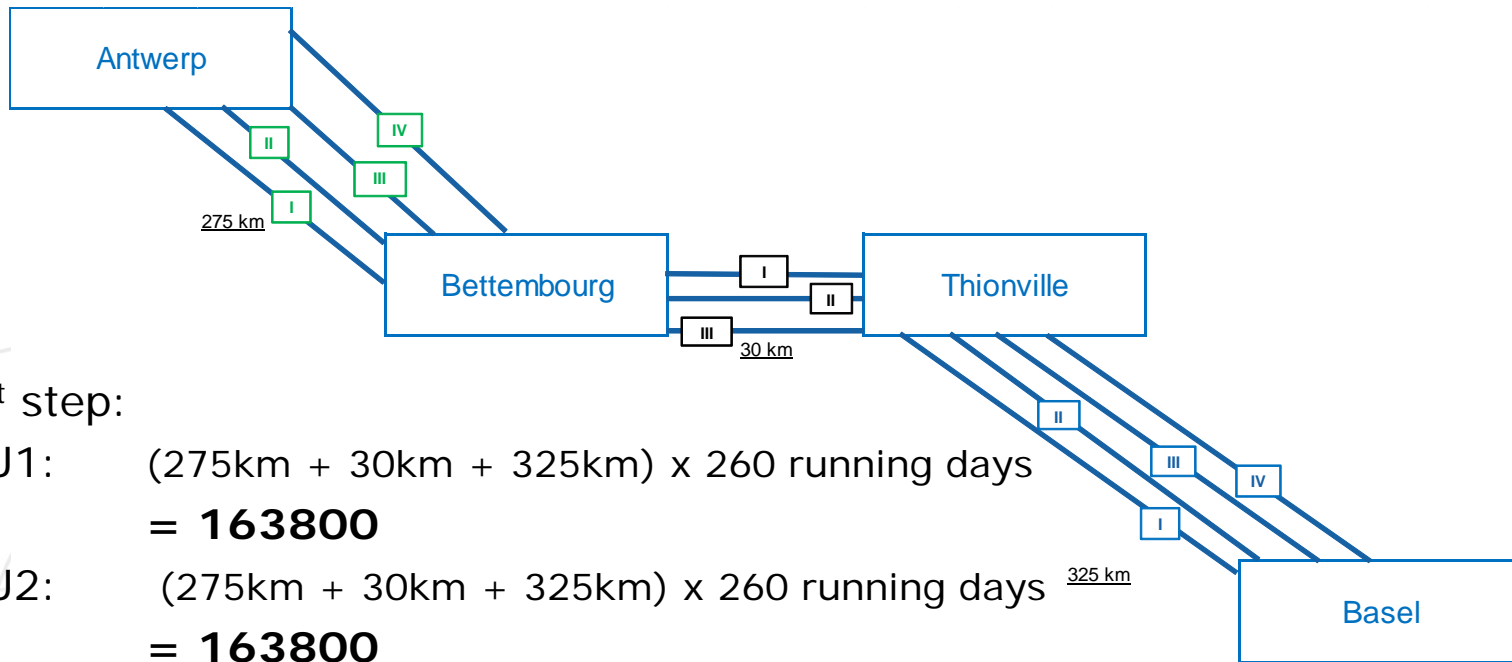 Antwerp
IV
II
III
I
275 km
Bettembourg
I
II
III
30 km
Thionville
step:
(275km + 30km + 325km) x 260 running days
= 163800
(275km + 30km + 325km) x 260 running days
= 163800
II
III
IV
I
325 km
Basel